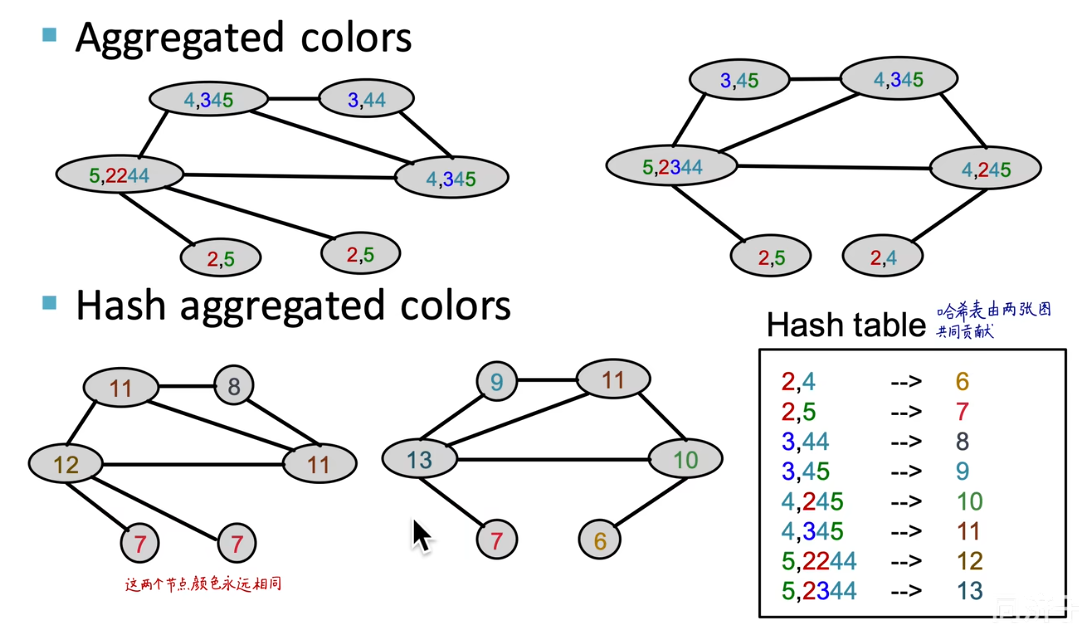 Aggregated colors
4,345
3,44
5,2244
4,345
2,5
2,5
3,45
4,345
5,2344
4,245
2,5
2,4
Hash aggregated colors
11
8
12
11
7
7
这两个节点颜色永远相同
9
11
13
10
7
6
Hash table
哈希表由两张图
共同贡献
2,4 --> 6
2,5 --> 7
3,44 --> 8
3,45 --> 9
4,245 --> 10
4,345 --> 11
5,2244 --> 12
5,2344 --> 13